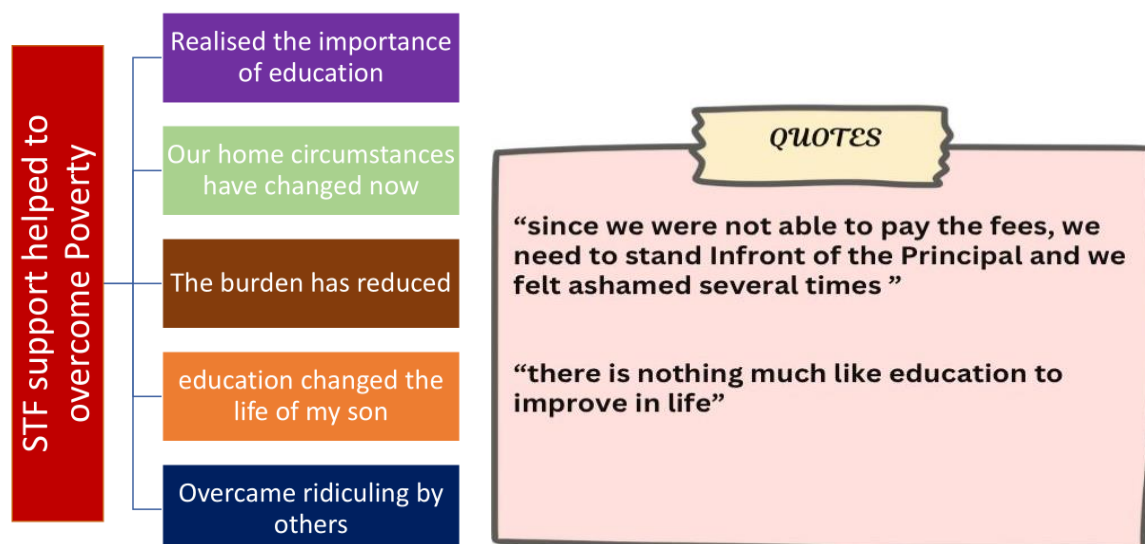 STF support helped to
overcome Poverty
Realised the importance
of education
Our home circumstances
have changed now
The burden has reduced
education changed the
life of my son
Overcame ridiculing by
others
QUOTES
“since we were not able to pay the fees, we
need to stand Infront of the Principal and we
felt ashamed several times ”
“there is nothing much like education to
improve in life”